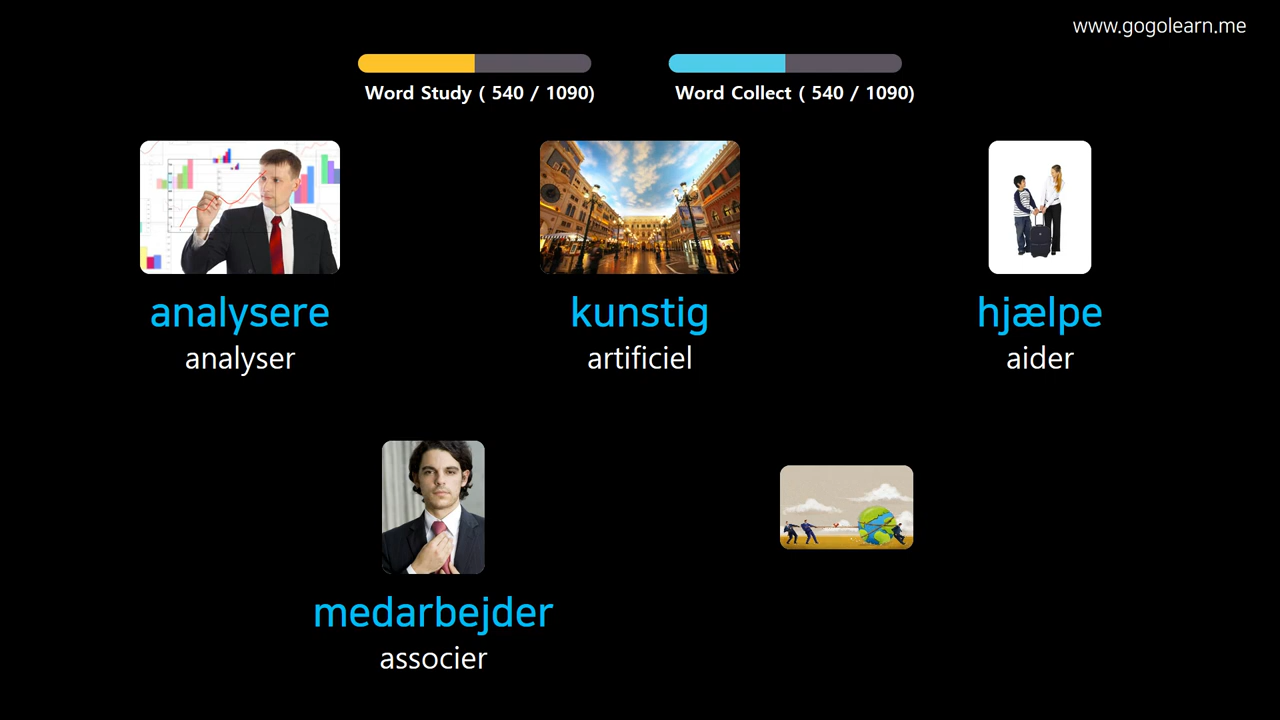 www.gogolearn.me
Word Study ( 540 / 1090)
Word Collect ( 540 / 1090)
analysere
analyser
kunstig
artificiel
hjælpe
aider
medarbejder
associer